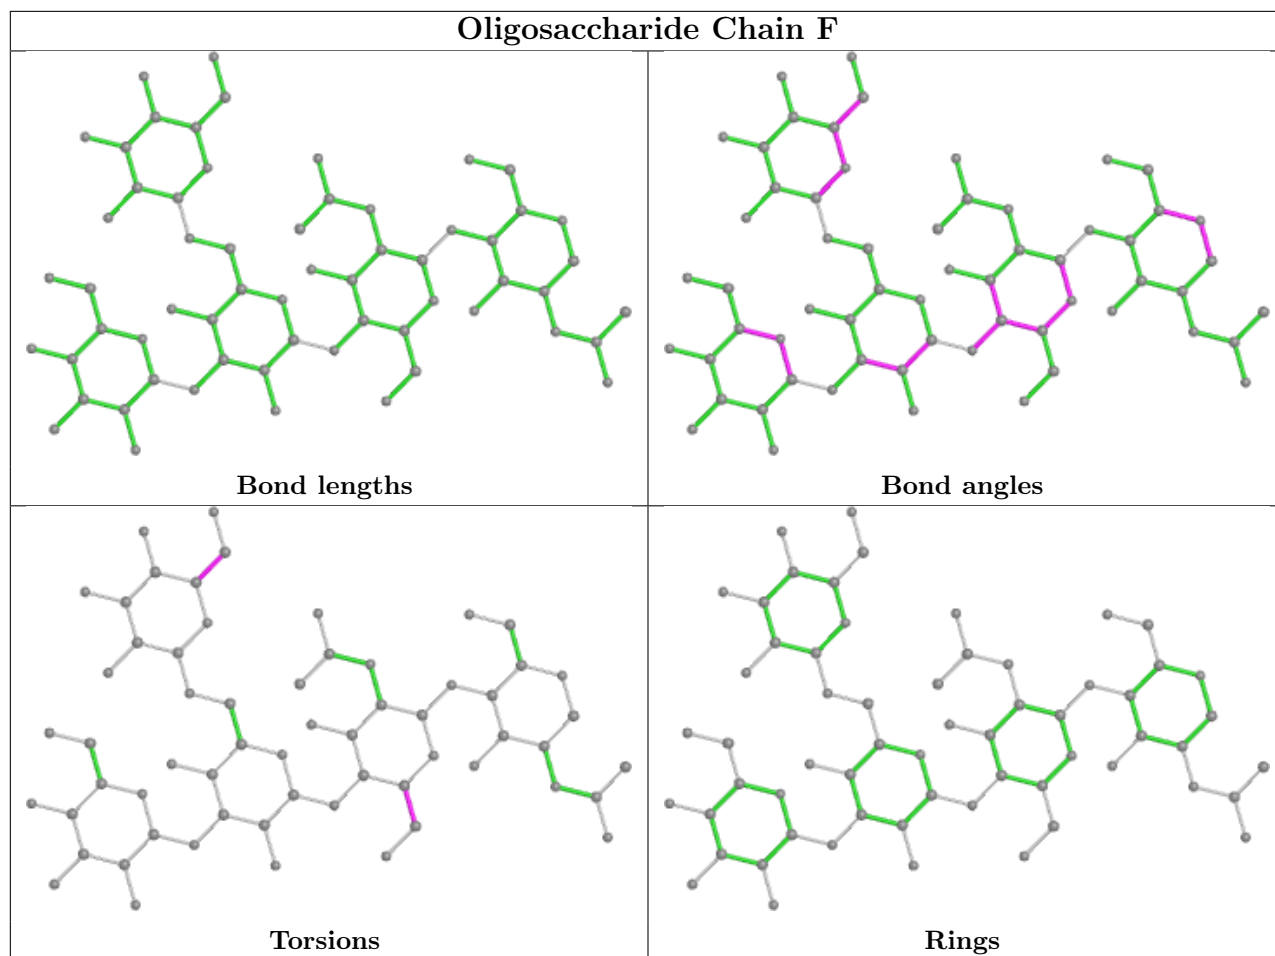 Oligosaccharide Chain F
Bond lengths
Bond angles
Torsions
Rings